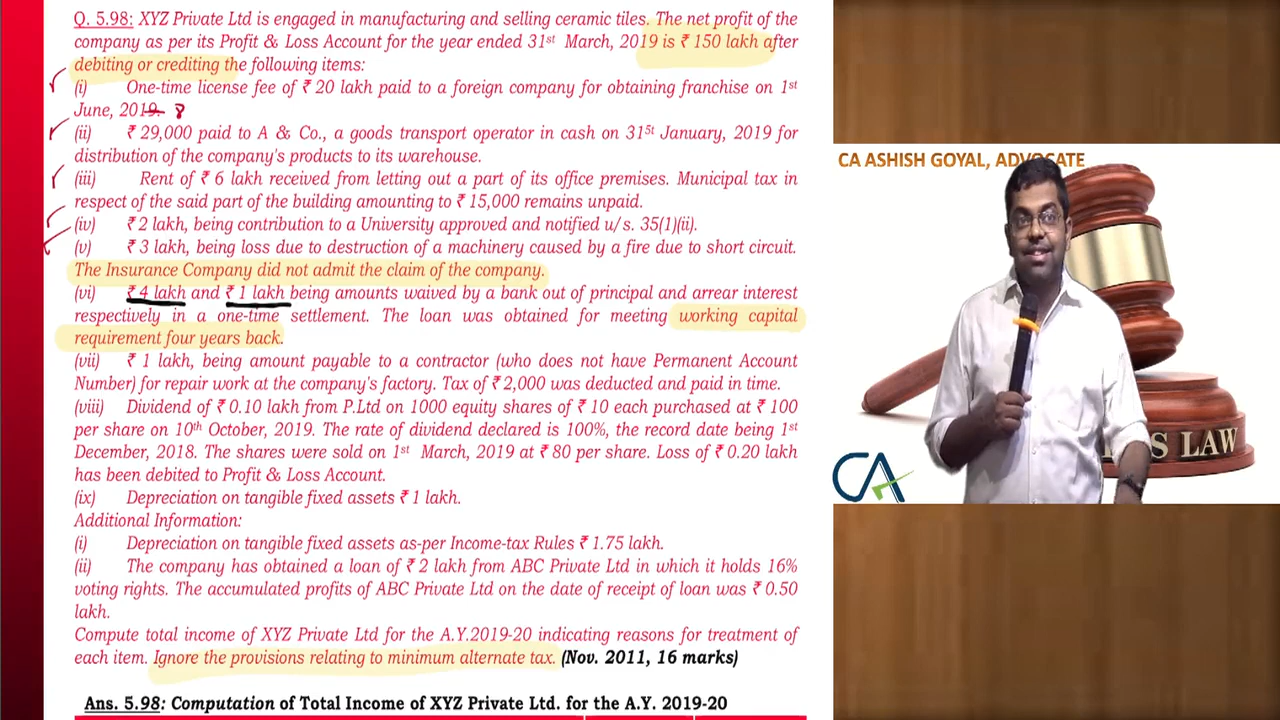 Q. 5.98: XYZ Private Ltd is engaged in manufacturing and selling ceramic tiles. The net profit of the
company as per its Profit & Loss Account for the year ended 31st March, 2019 is ₹ 150 lakh after
debiting or crediting the following items:
(i) One-time license fee of ₹ 20 lakh paid to a foreign company for obtaining franchise on 1st
June, 2019. 8
(ii) ₹ 29,000 paid to A & Co., a goods transport operator in cash on 31st January, 2019 for
distribution of the company's products to its warehouse.
(iii) Rent of ₹ 6 lakh received from letting out a part of its office premises. Municipal tax in
respect of the said part of the building amounting to ₹ 15,000 remains unpaid.
(iv) ₹ 2 lakh, being contribution to a University approved and notified u/s. 35(1)(ii).
(v) ₹ 3 lakh, being loss due to destruction of a machinery caused by a fire due to short circuit.
The Insurance Company did not admit the claim of the company.
(vi) ₹ 4 lakh and ₹ 1 lakh being amounts waived by a bank out of principal and arrear interest
respectively in a one-time settlement. The loan was obtained for meeting working capital
requirement four years back.
(vii) ₹ 1 lakh, being amount payable to a contractor (who does not have Permanent Account
Number) for repair work at the company's factory. Tax of ₹ 2,000 was deducted and paid in time.
(viii) Dividend of ₹ 0.10 lakh from P.Ltd on 1000 equity shares of ₹ 10 each purchased at ₹ 100
per share on 10th October, 2019. The rate of dividend declared is 100%, the record date being 1st
December, 2018. The shares were sold on 1st March, 2019 at ₹ 80 per share. Loss of ₹ 0.20 lakh
has been debited to Profit & Loss Account.
(ix) Depreciation on tangible fixed assets ₹ 1 lakh.
Additional Information:
(i) Depreciation on tangible fixed assets as-per Income-tax Rules ₹ 1.75 lakh.
(ii) The company has obtained a loan of ₹ 2 lakh from ABC Private Ltd in which it holds 16%
voting rights. The accumulated profits of ABC Private Ltd on the date of receipt of loan was ₹ 0.50
lakh.
Compute total income of XYZ Private Ltd for the A.Y.2019-20 indicating reasons for treatment of
each item. Ignore the provisions relating to minimum alternate tax. (Nov. 2011, 16 marks)
Ans. 5.98: Computation of Total Income of XYZ Private Ltd. for the A.Y. 2019-20
CA ASHISH GOYAL, ADVOCATE
LAW
CA